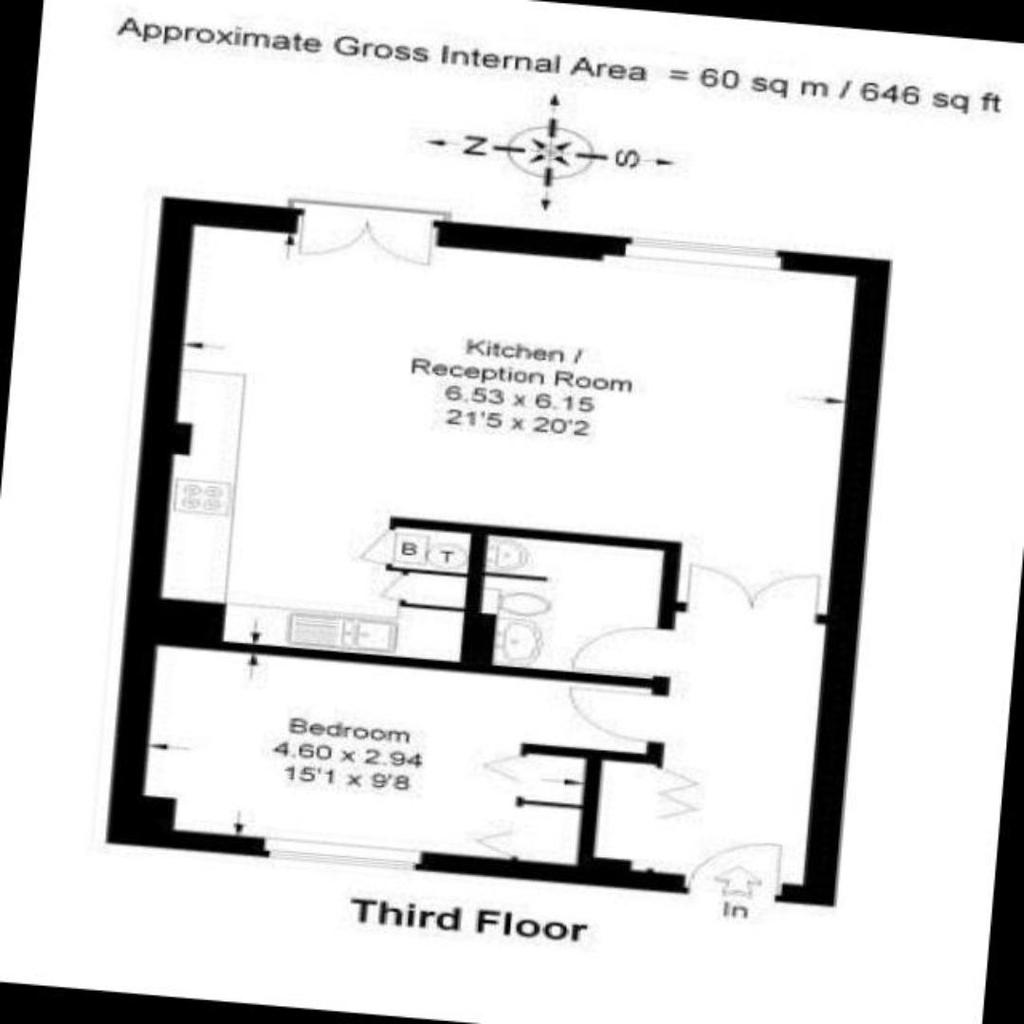 Approximate Gross Internal Area = 60 sq m / 646 sq ft
N S
Kitchen /
Reception Room
6.53 x 6.15
21'5 x 20'2
B T
Bedroom
4.60 x 2.94
15'1 x 9'8
In
Third Floor